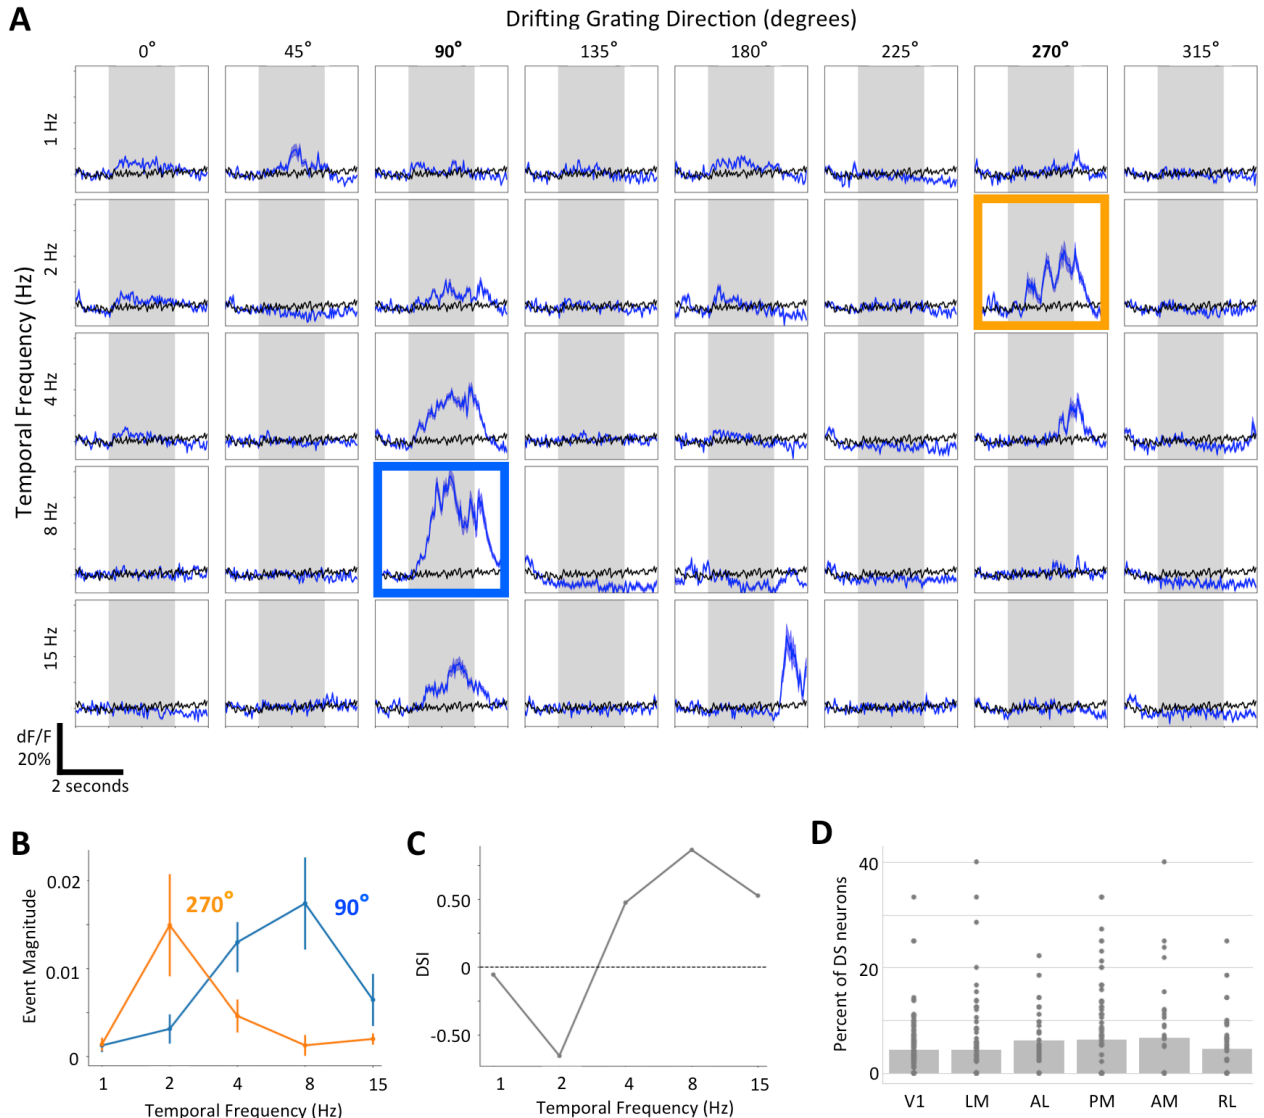 A
Drifting Grating Direction (degrees)
0° 45° 90° 135° 180° 225° 270° 315°
Temporal Frequency (Hz)
1 Hz
2 Hz
4 Hz
8 Hz
15 Hz
dF/F
20%
2 seconds
B
Event Magnitude
0.02
0.01
0
270°
90°
1 2 4 8 15
Temporal Frequency (Hz)
C
DSI
0.50
0
-0.50
1 2 4 8 15
Temporal Frequency (Hz)
D
Percent of DS neurons
40
20
0
V1 LM AL PM AM RL